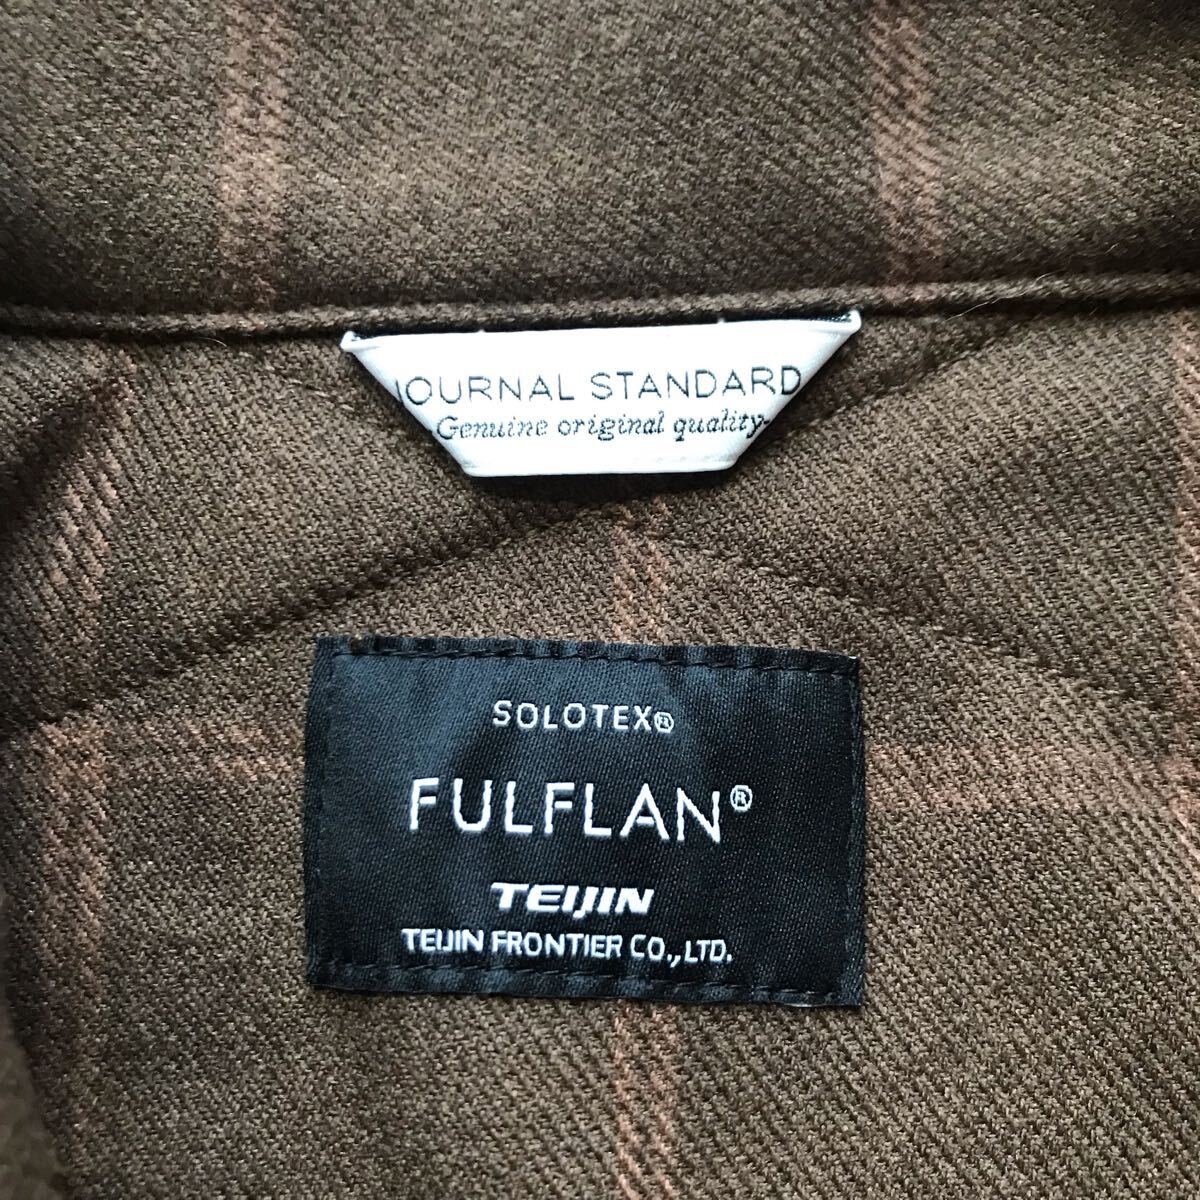 JOURNAL STANDARD
Genuine original quality-
SOLOTEX®
FULFLAN®
TEIJIN
TEIJIN FRONTIER CO.,LTD.